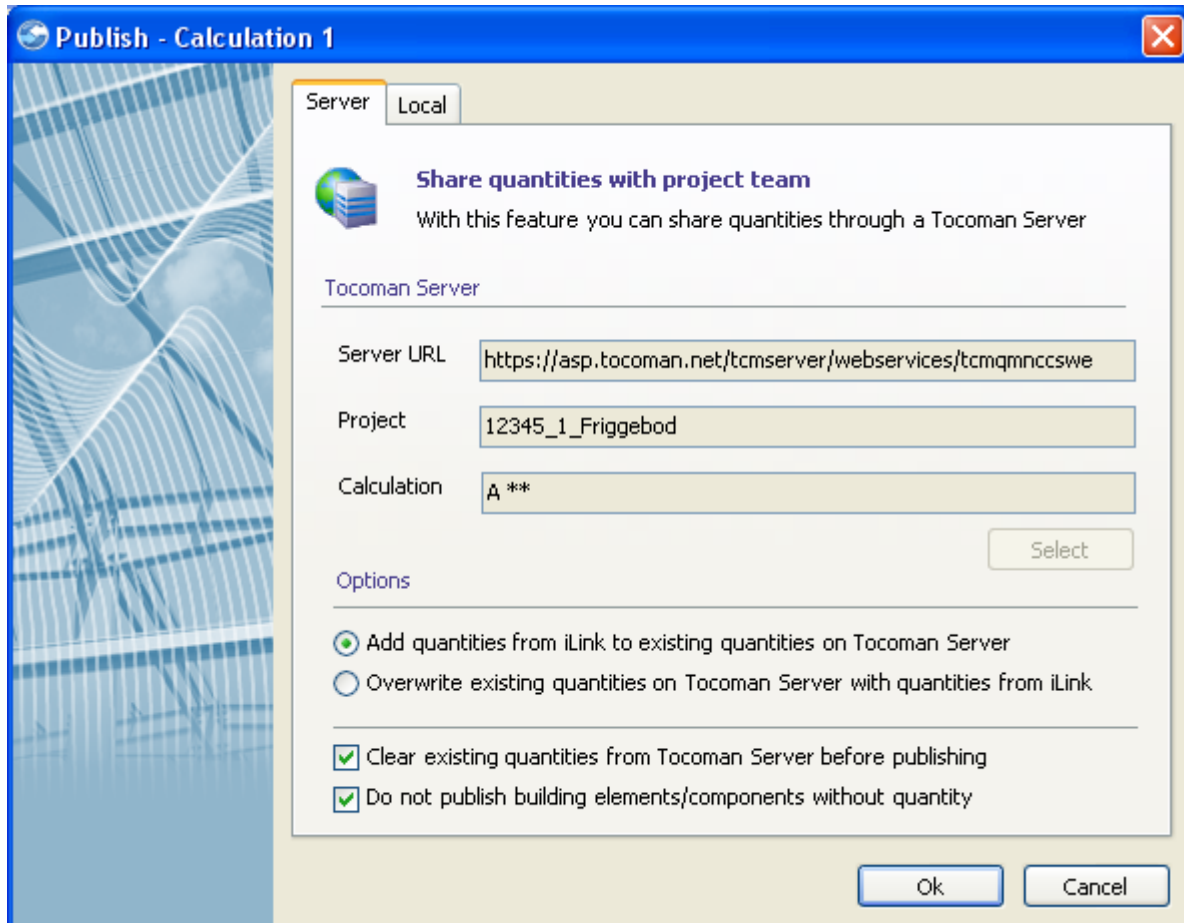 Publish - Calculation 1
Server
Local
Share quantities with project team
With this feature you can share quantities through a Tocoman Server
Tocoman Server
Server URL
https://asp.tocoman.net/tcmserver/webservices/tcmqmnccswe
Project
12345_1_Friggebod
Calculation
A **
Select
Options
Add quantities from iLink to existing quantities on Tocoman Server
Overwrite existing quantities on Tocoman Server with quantities from iLink
Clear existing quantities from Tocoman Server before publishing
Do not publish building elements/components without quantity
Ok
Cancel